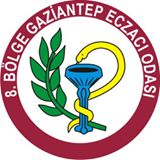 8. BÖLGE GAZİANTEP ECZACI ODASI